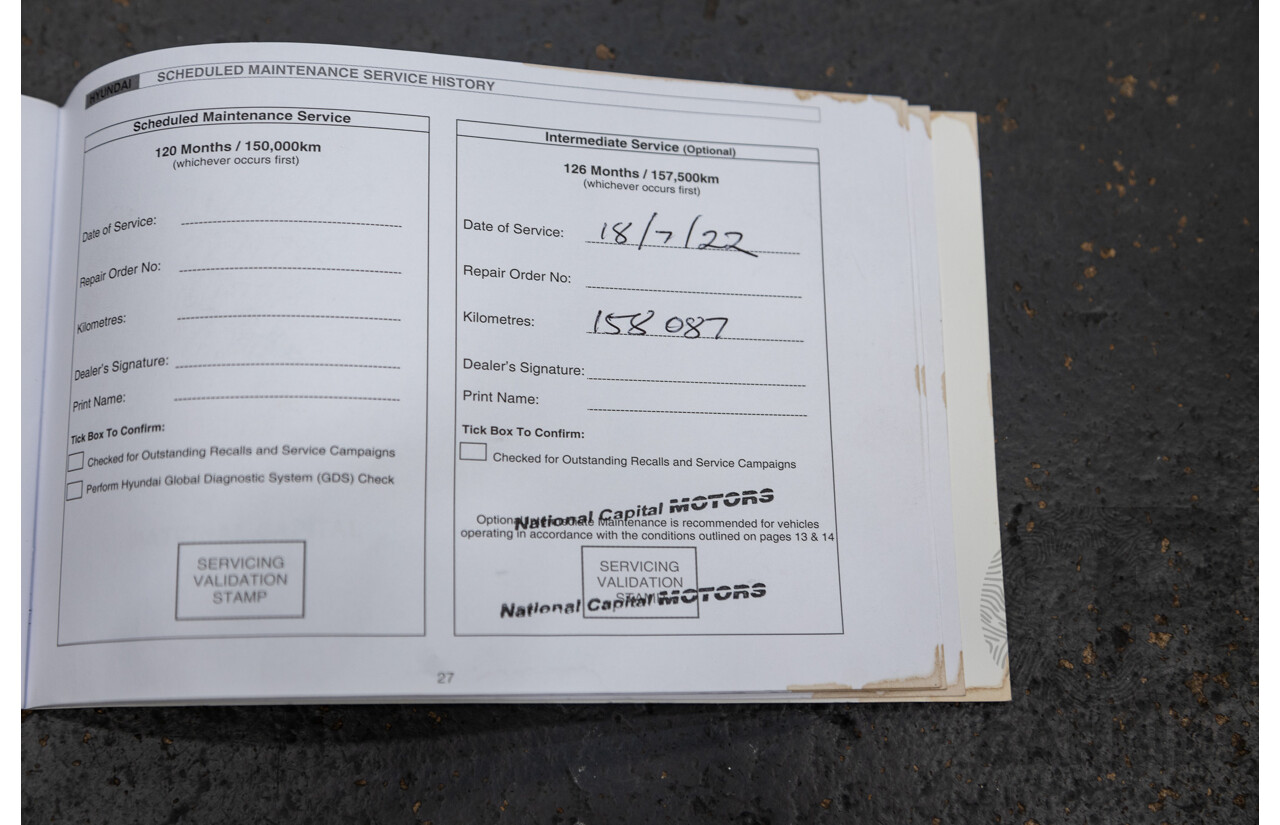 HYUNDAI SCHEDULED MAINTENANCE SERVICE HISTORY
Scheduled Maintenance Service
120 Months / 150,000km
(whichever occurs first)
Date of Service:
Repair Order No:
Kilometres:
Dealer's Signature:
Print Name:
Tick Box To Confirm:
Checked for Outstanding Recalls and Service Campaigns
Perform Hyundai Global Diagnostic System (GDS) Check
SERVICING
VALIDATION
STAMP
Intermediate Service (Optional)
126 Months / 157,500km
(whichever occurs first)
Date of Service: 18/7/22
Repair Order No:
Kilometres: 158 087
Dealer's Signature:
Print Name:
Tick Box To Confirm:
Checked for Outstanding Recalls and Service Campaigns
National Capital MOTORS
Optional Intermediate Maintenance is recommended for vehicles
operating in accordance with the conditions outlined on pages 13 & 14
SERVICING
VALIDATION
STAMP
National Capital MOTORS
27